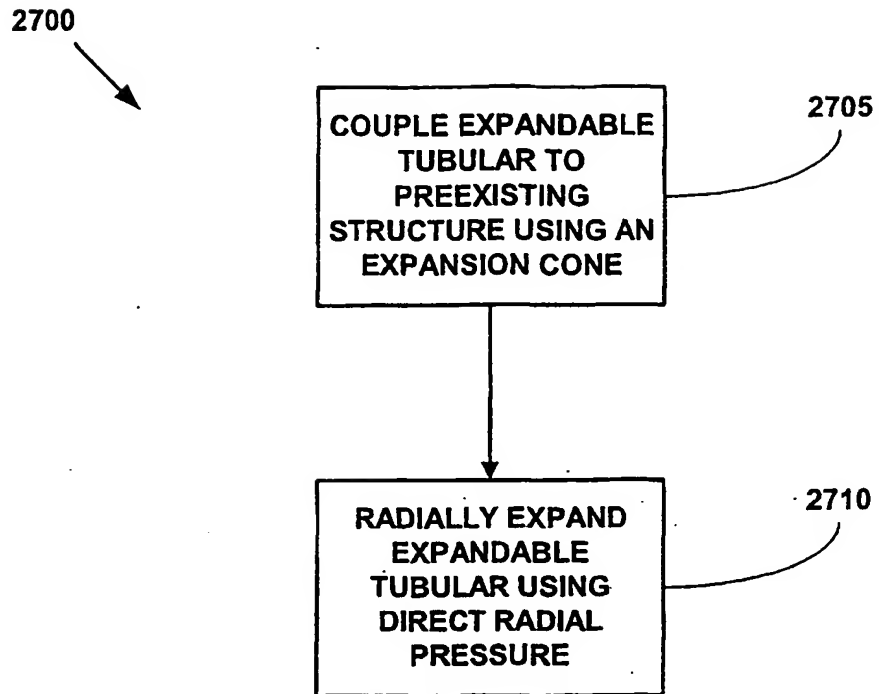 2700
COUPLE EXPANDABLE
TUBULAR TO
PREEXISTING
STRUCTURE USING AN
EXPANSION CONE
2705
RADIALLY EXPAND
EXPANDABLE
TUBULAR USING
DIRECT RADIAL
PRESSURE
2710